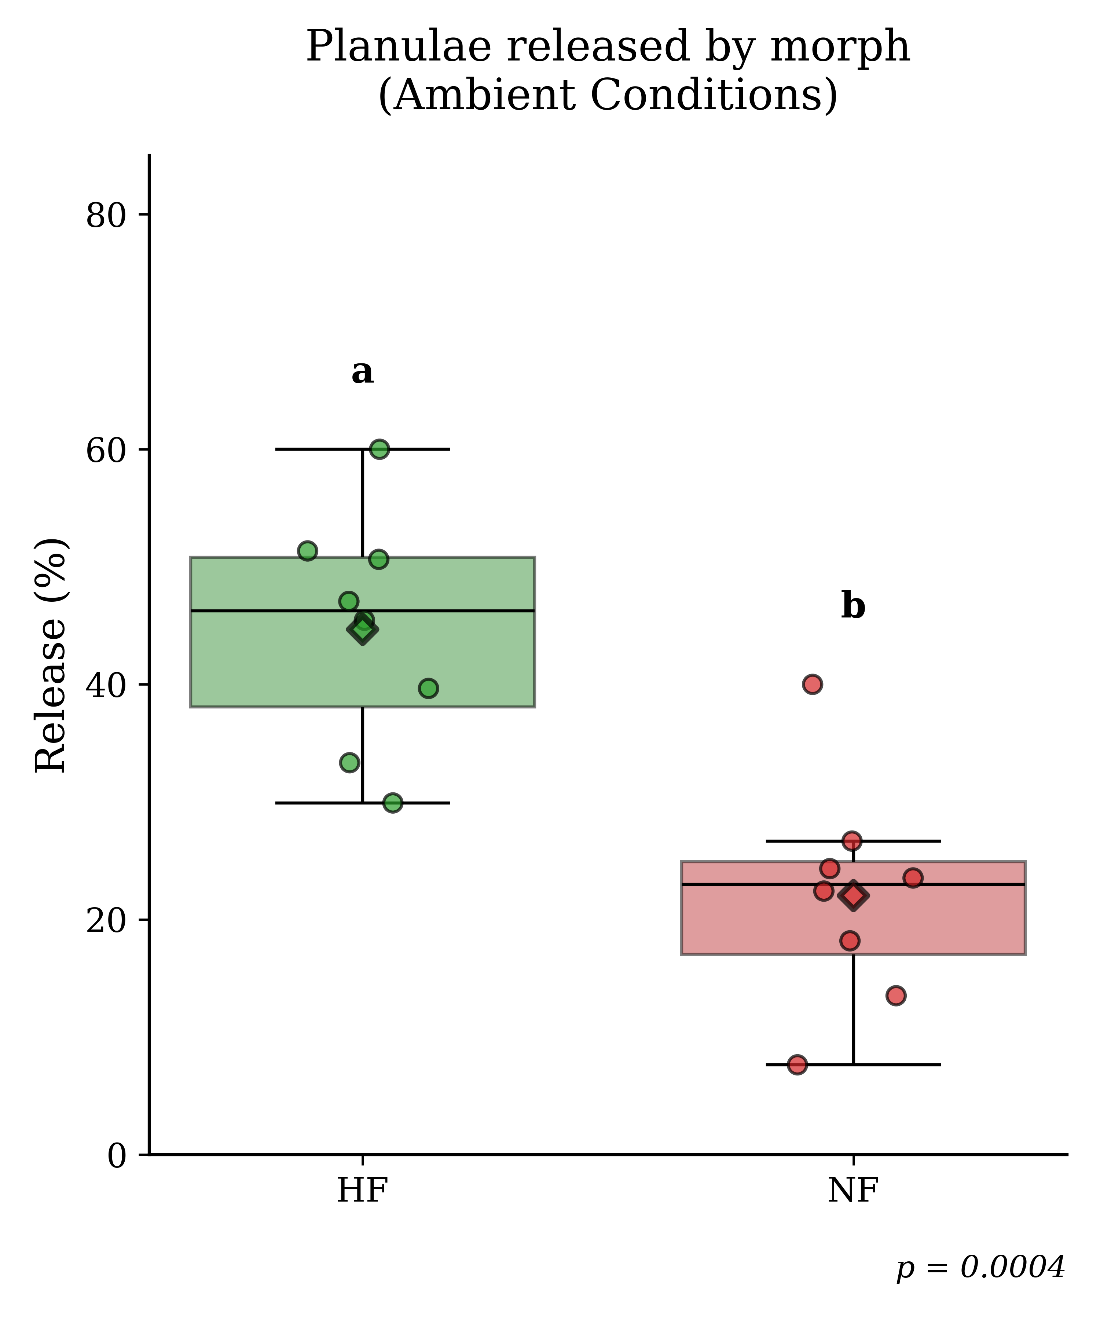 Planulae released by morph
(Ambient Conditions)
Release (%)
80
60
40
20
0
a
b
HF
NF
p = 0.0004